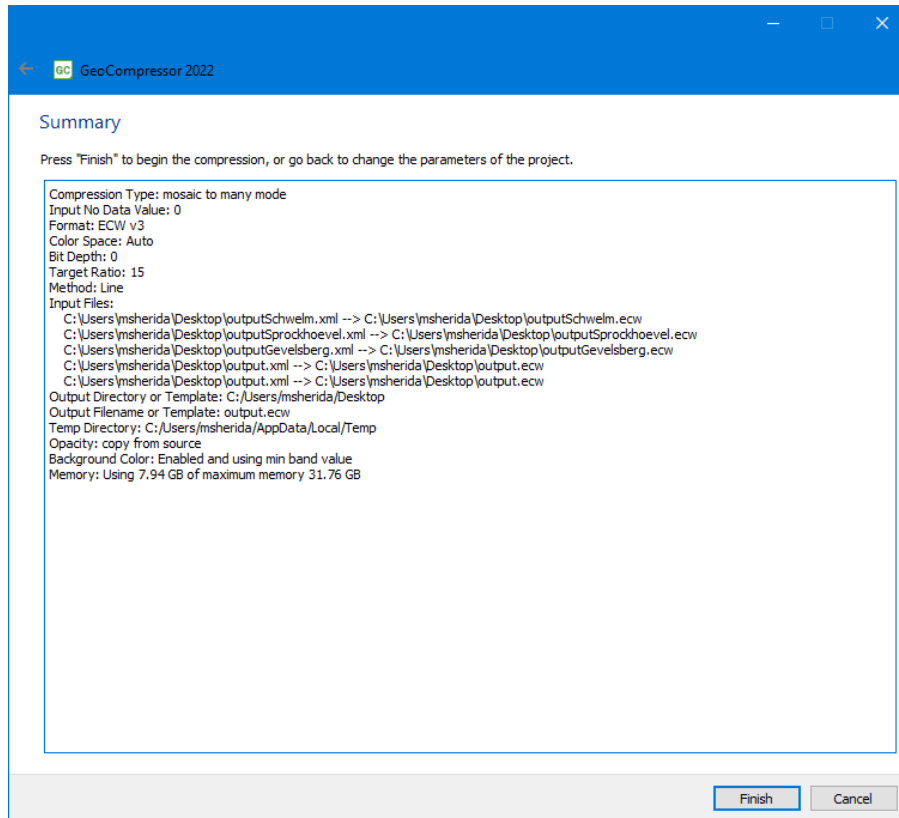 GC GeoCompressor 2022
Summary
Press "Finish" to begin the compression, or go back to change the parameters of the project.
Compression Type: mosaic to many mode
Input No Data Value: 0
Format: ECW v3
Color Space: Auto
Bit Depth: 0
Target Ratio: 15
Method: Line
Input Files:
C:\Users\msherida\Desktop\outputSchwelm.xml --> C:\Users\msherida\Desktop\outputSchwelm.ecw
C:\Users\msherida\Desktop\outputSprockhoevel.xml --> C:\Users\msherida\Desktop\outputSprockhoevel.ecw
C:\Users\msherida\Desktop\outputGevelsberg.xml --> C:\Users\msherida\Desktop\outputGevelsberg.ecw
C:\Users\msherida\Desktop\output.xml --> C:\Users\msherida\Desktop\output.ecw
C:\Users\msherida\Desktop\output.xml --> C:\Users\msherida\Desktop\output.ecw
Output Directory or Template: C:/Users/msherida/Desktop
Output Filename or Template: output.ecw
Temp Directory: C:/Users/msherida/AppData/Local/Temp
Opacity: copy from source
Background Color: Enabled and using min band value
Memory: Using 7.94 GB of maximum memory 31.76 GB
Finish Cancel